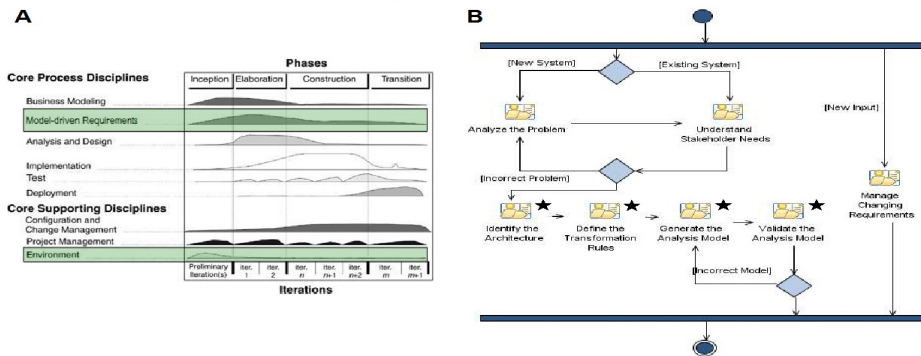 A
Phases
Core Process Disciplines
Inception Elaboration Construction Transition
Business Modeling
Model-driven Requirements
Analysis and Design
Implementation
Test
Deployment
Core Supporting Disciplines
Configuration and
Change Management
Project Management
Environment
Preliminary
Iteration(s)
iter.
1
iter.
2
iter.
n
iter.
n+1
iter.
n+2
iter.
m
iter.
m+1
Iterations
B
[New System]
[Existing System]
[New Input]
Analyze the Problem
Understand
Stakeholder Needs
[Incorrect Problem]
Manage
Changing
Requirements
Identify the
Architecture
Define the
Transformation
Rules
Generate the
Analysis Model
Validate the
Analysis Model
[Incorrect Model]